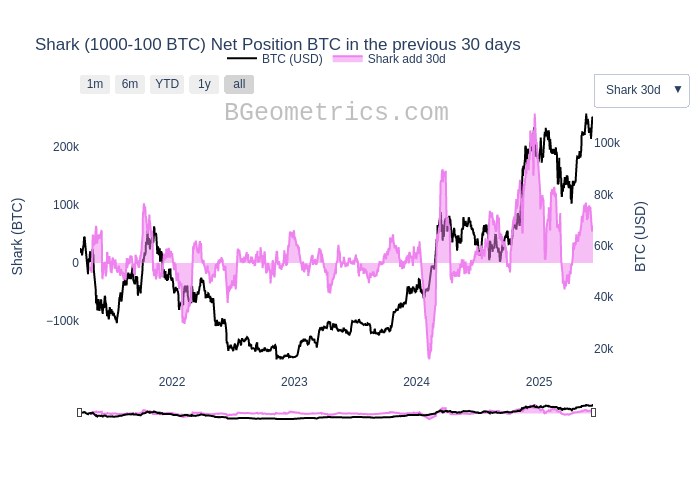 Shark (1000-100 BTC) Net Position BTC in the previous 30 days
BTC (USD) Shark add 30d
1m 6m YTD 1y all
Shark 30d ▼
BGeometrics.com
200k
100k
0
−100k
Shark (BTC)
100k
80k
60k
40k
20k
BTC (USD)
2022 2023 2024 2025